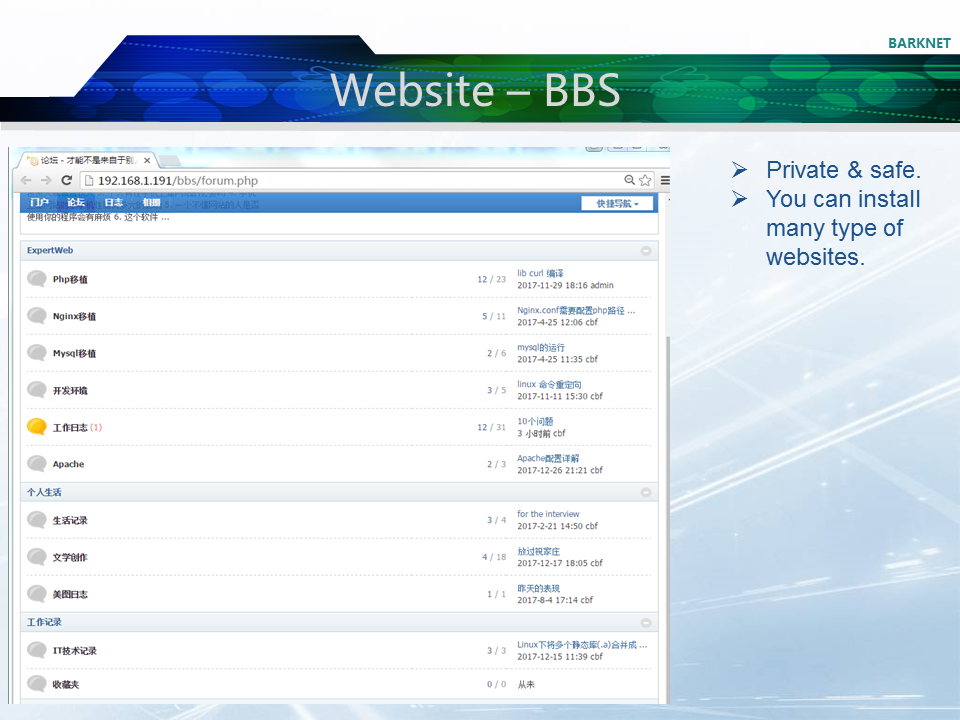 BARKNET
Website – BBS
论坛 - 才能不是来自于别
192.168.1.191/bbs/forum.php
门户 论坛 日志 相册
快捷导航
使用你的程序会有麻烦 6. 这个软件 ...
ExpertWeb
Php移植 12 / 23 lib curl 编译
2017-11-29 18:16 admin
Nginx移植 5 / 11 Nginx.conf需要配置php路径 ...
2017-4-25 12:06 cbf
Mysql移植 2 / 6 mysql的运行
2017-4-25 11:35 cbf
开发环境 3 / 5 linux 命令重定向
2017-11-11 15:30 cbf
工作日志 (1) 12 / 31 10个问题
3 小时前 cbf
Apache 2 / 3 Apache配置详解
2017-12-26 21:21 cbf
个人生活
生活记录 3 / 4 for the interview
2017-2-21 14:50 cbf
文学创作 4 / 18 放过祝家庄
2017-12-17 18:05 cbf
美图日志 1 / 1 昨天的表现
2017-8-4 17:14 cbf
工作记录
IT技术记录 3 / 3 Linux下将多个静态库(.a)合并成 ...
2017-12-15 11:39 cbf
收藏夹 0 / 0 从未
Private & safe.
You can install
many type of
websites.